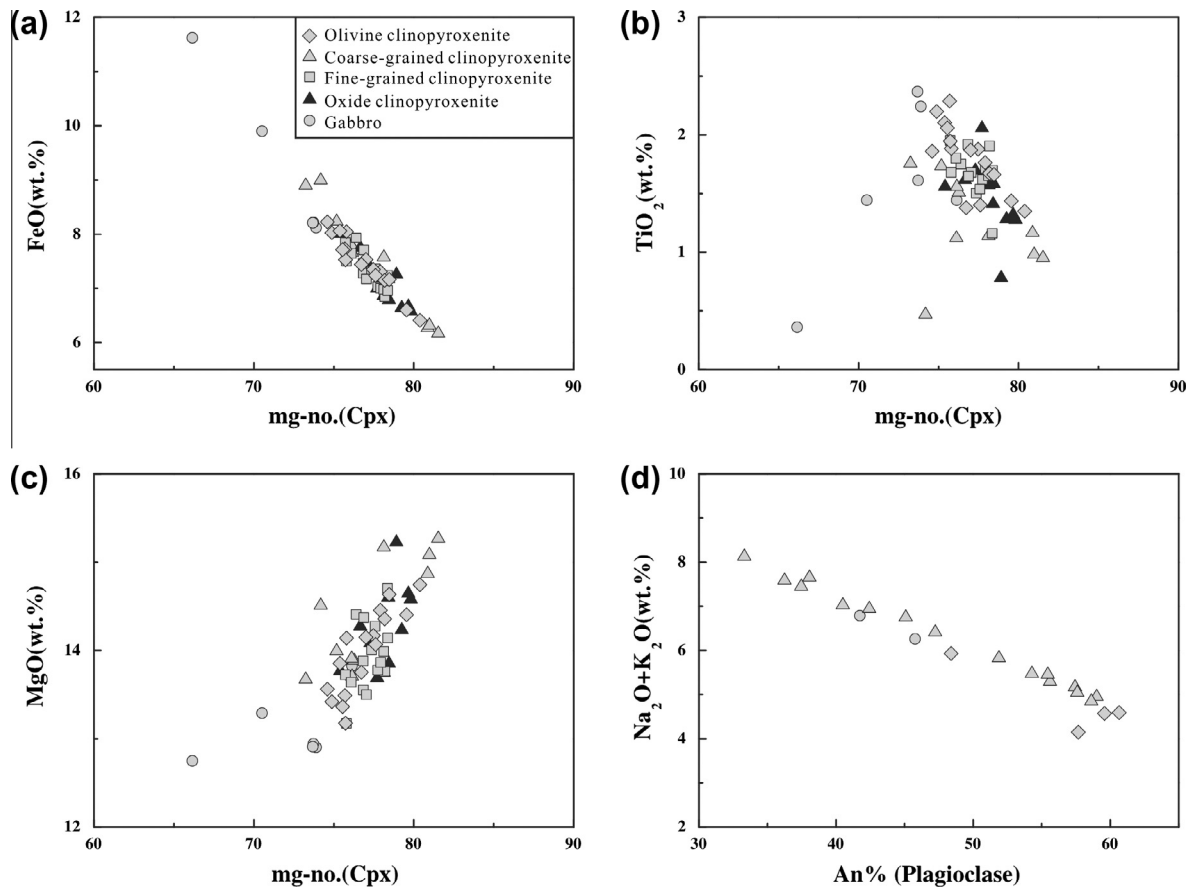 (a)
12
10
8
6
FeO(wt.%)
60
70
80
90
mg-no.(Cpx)
Olivine clinopyroxenite
Coarse-grained clinopyroxenite
Fine-grained clinopyroxenite
Oxide clinopyroxenite
Gabbro
(b)
3
2
1
0
TiO2(wt.%)
60
70
80
90
mg-no.(Cpx)
(c)
16
14
12
MgO(wt.%)
60
70
80
90
mg-no.(Cpx)
(d)
10
8
6
4
2
Na2O+K2O(wt.%)
30
40
50
60
An% (Plagioclase)